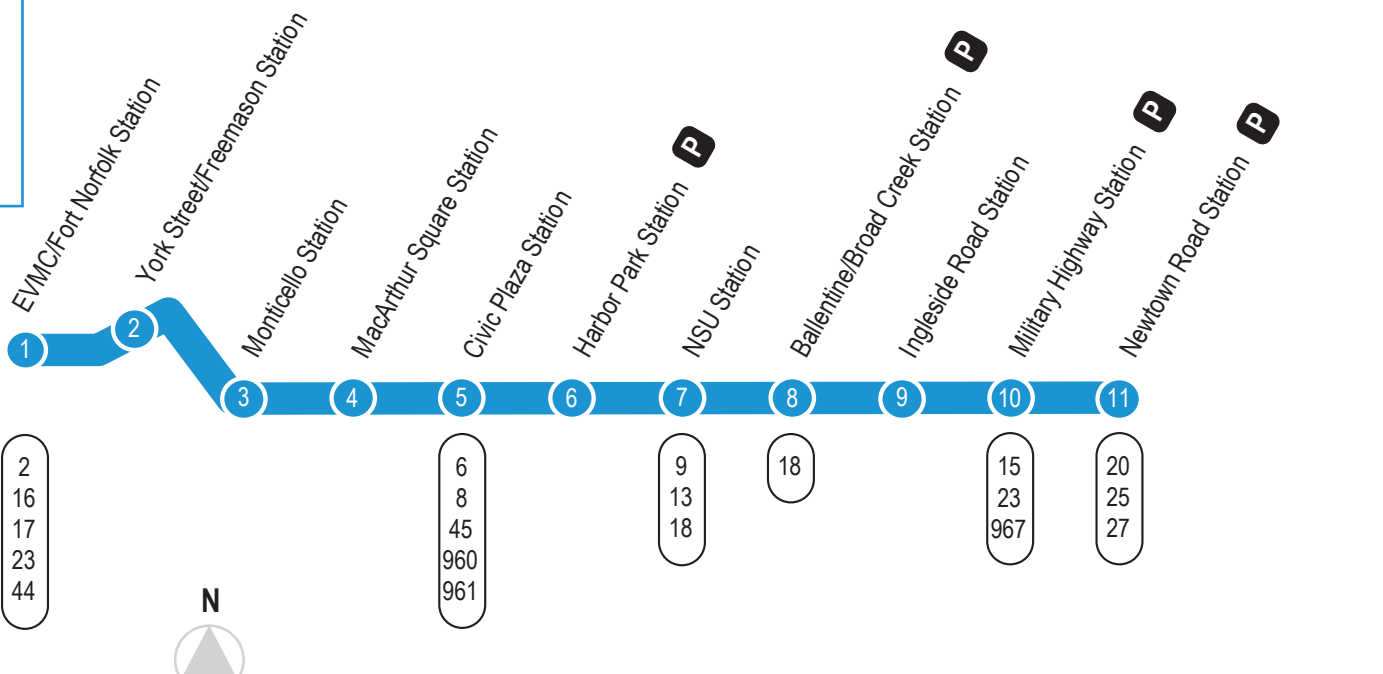 EVMC/Fort Norfolk Station
York Street/Freemason Station
Monticello Station
MacArthur Square Station
Civic Plaza Station
Harbor Park Station P
NSU Station
Ballentine/Broad Creek Station P
Ingleside Road Station
Military Highway Station P
Newtown Road Station P
1
2
3
4
5
6
7
8
9
10
11
2
16
17
23
44
6
8
45
960
961
9
13
18
18
15
23
967
20
25
27
N